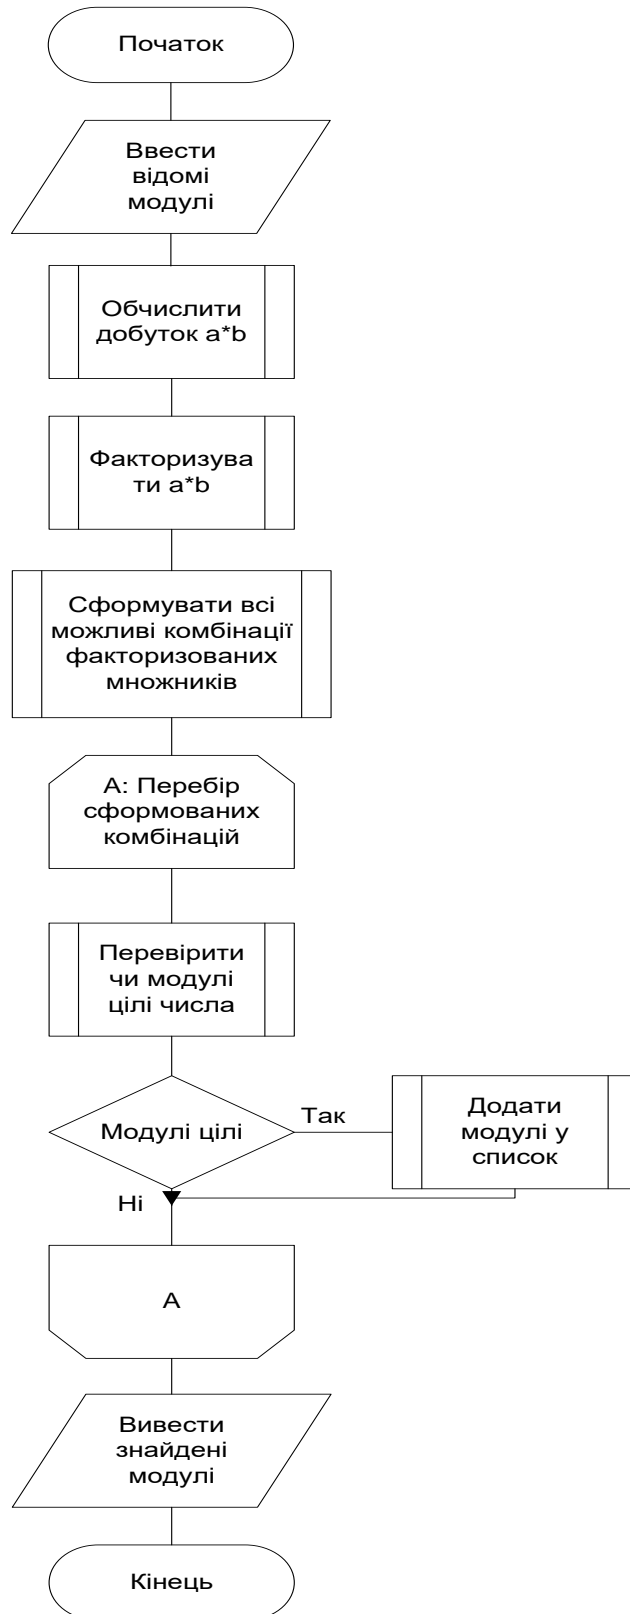 Початок
Ввести
відомі
модулі
Обчислити
добуток a*b
Факторизува
ти a*b
Сформувати всі
можливі комбінації
факторизованих
множників
А: Перебір
сформованих
комбінацій
Перевірити
чи модулі
цілі числа
Модулі цілі
Так
Додати
модулі у
список
Ні
А
Вивести
знайдені
модулі
Кінець